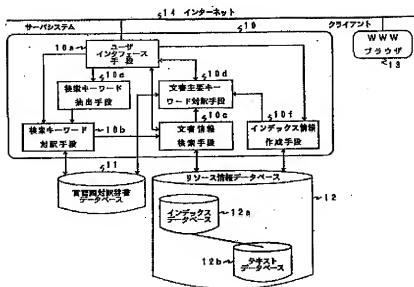 14 インターネット
サーバシステム
10
クライアント
10a
ユーザ
インタフェース
手段
WWW
ブラウザ
13
10e
検索キーワード
抽出手段
10d
文書主要キー
ワード対訳手段
10c
10f
検索キーワード
対訳手段
10b
文書情報
検索手段
インデックス情報
作成手段
11
言語間対訳辞書
データベース
リソース情報データベース
12
インデックス
データベース
12a
12b
テキスト
データベース